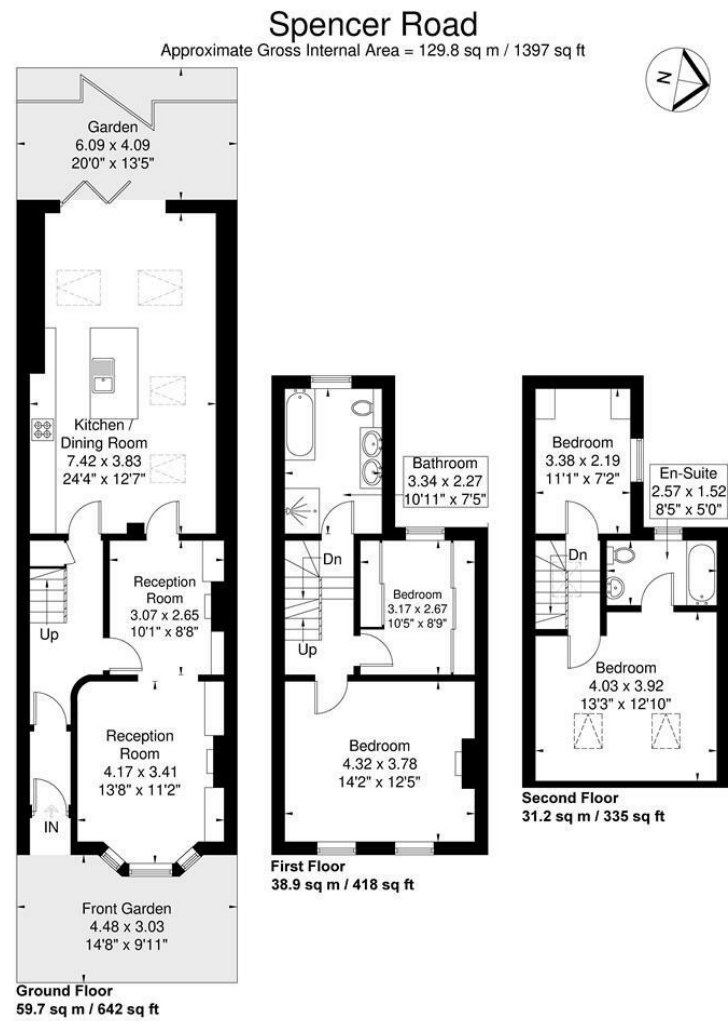 Spencer Road
Approximate Gross Internal Area = 129.8 sq m / 1397 sq ft
N
Garden
6.09 x 4.09
20'0" x 13'5"
Kitchen /
Dining Room
7.42 x 3.83
24'4" x 12'7"
Up
Reception
Room
3.07 x 2.65
10'1" x 8'8"
Reception
Room
4.17 x 3.41
13'8" x 11'2"
IN
Front Garden
4.48 x 3.03
14'8" x 9'11"
Ground Floor
59.7 sq m / 642 sq ft
Bathroom
3.34 x 2.27
10'11" x 7'5"
Dn
Up
Bedroom
3.17 x 2.67
10'5" x 8'9"
Bedroom
4.32 x 3.78
14'2" x 12'5"
First Floor
38.9 sq m / 418 sq ft
Bedroom
3.38 x 2.19
11'1" x 7'2"
En-Suite
2.57 x 1.52
8'5" x 5'0"
Dn
Bedroom
4.03 x 3.92
13'3" x 12'10"
Second Floor
31.2 sq m / 335 sq ft